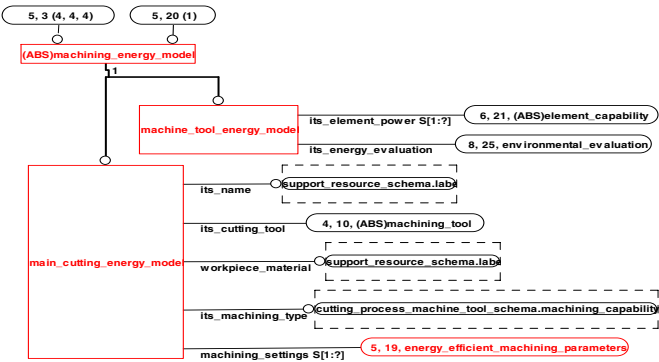 5, 3 (4, 4, 4)
5, 20 (1)
(ABS)machining_energy_model
1
machine_tool_energy_model
its_element_power S[1:?]
6, 21, (ABS)element_capability
its_energy_evaluation
8, 25, environmental_evaluation
main_cutting_energy_model
its_name
support_resource_schema.labe
its_cutting_tool
4, 10, (ABS)machining_tool
workpiece_material
support_resource_schema.labe
its_machining_type
cutting_process_machine_tool_schema.machining_capability
machining_settings S[1:?]
5, 19, energy_efficient_machining_parameters